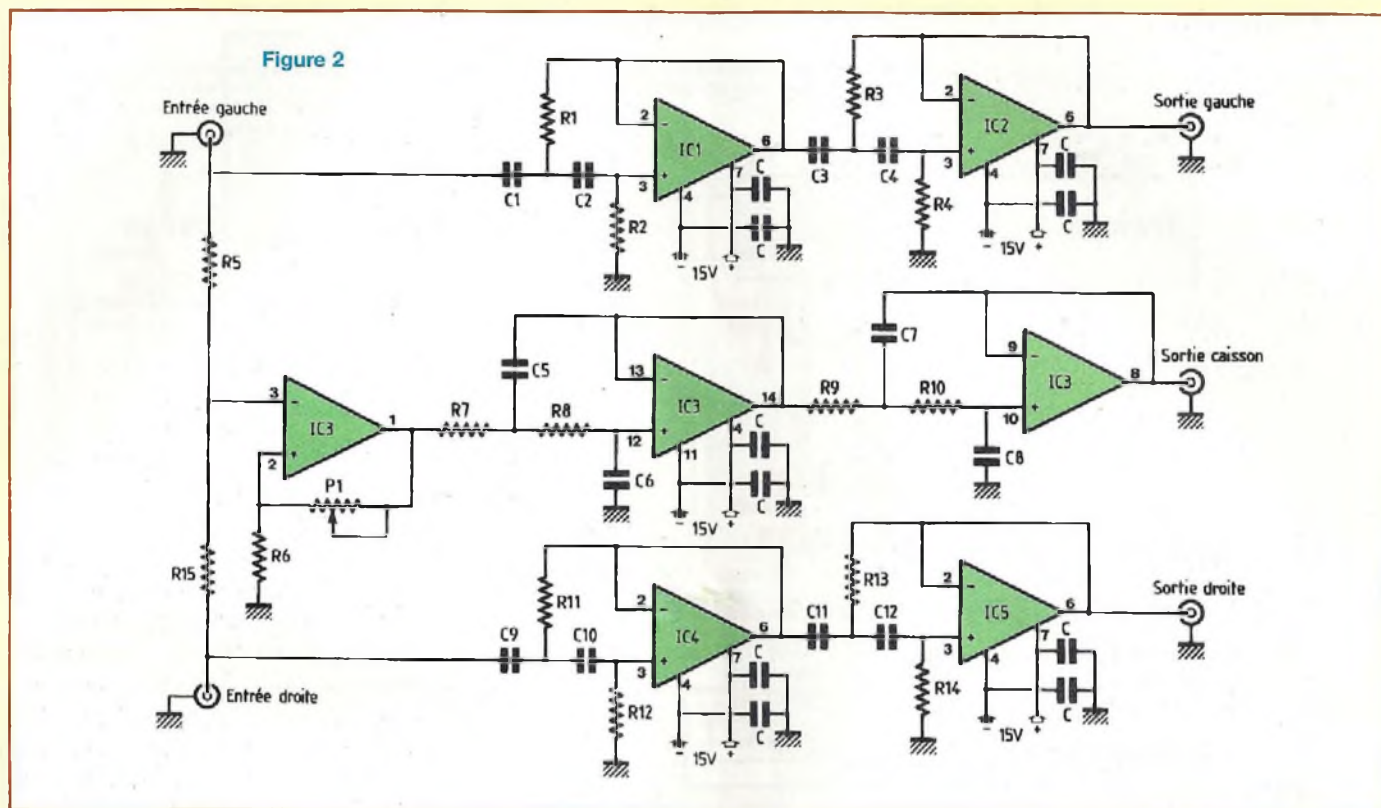 Figure 2
Entrée gauche
R1
C1
C2
R2
2
-
3
+
IC1
6
7
4
C
C
- 15V +
C3
R3
C4
R4
2
-
3
+
IC2
6
7
4
C
C
- 15V +
Sortie gauche
R5
3
-
2
+
IC3
1
P1
R6
R7
C5
R8
C6
13
-
12
+
IC3
14
4
11
C
C
- 15V +
R9
C7
R10
C8
9
-
10
+
IC3
8
Sortie caisson
R15
Entrée droite
C9
R11
C10
R12
2
-
3
+
IC4
6
7
4
C
C
- 15V +
C11
R13
C12
R14
2
-
3
+
IC5
6
7
4
C
C
- 15V +
Sortie droite